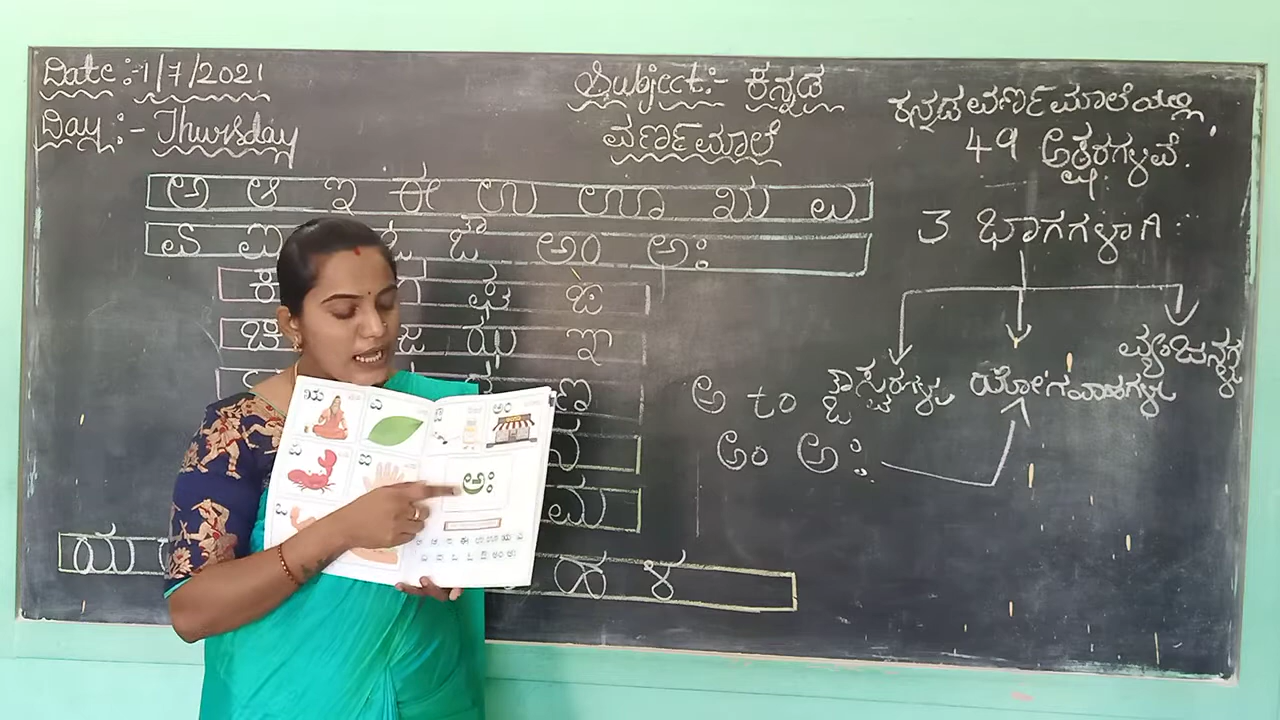 Date:-1/7/2021
Day:- Thursday
Subject:- ಕನ್ನಡ
ವರ್ಣಮಾಲೆ
ಕನ್ನಡ ವರ್ಣಮಾಲೆಯಲ್ಲಿ
49 ಅಕ್ಷರಗಳಿವೆ.
3 ಭಾಗಗಳಾಗಿ:
ಅ ಆ ಇ ಈ ಉ ಊ ಋ ಎ
ಏ ಐ ಒ ಓ ಔ ಅಂ ಅಃ
ಕ ಗ ಘ ಙ
ಚ ಜ ಝ ಞ
ಣ
ನ
ಮ
ಯ ಹ ಳ
ಅ to ಔ ಸ್ವರಗಳು ಯೋಗವಾಹಗಳು
ಅಂ ಅಃ
ಋ ಎ ಅಂ
ಏ ಐ ಅಃ